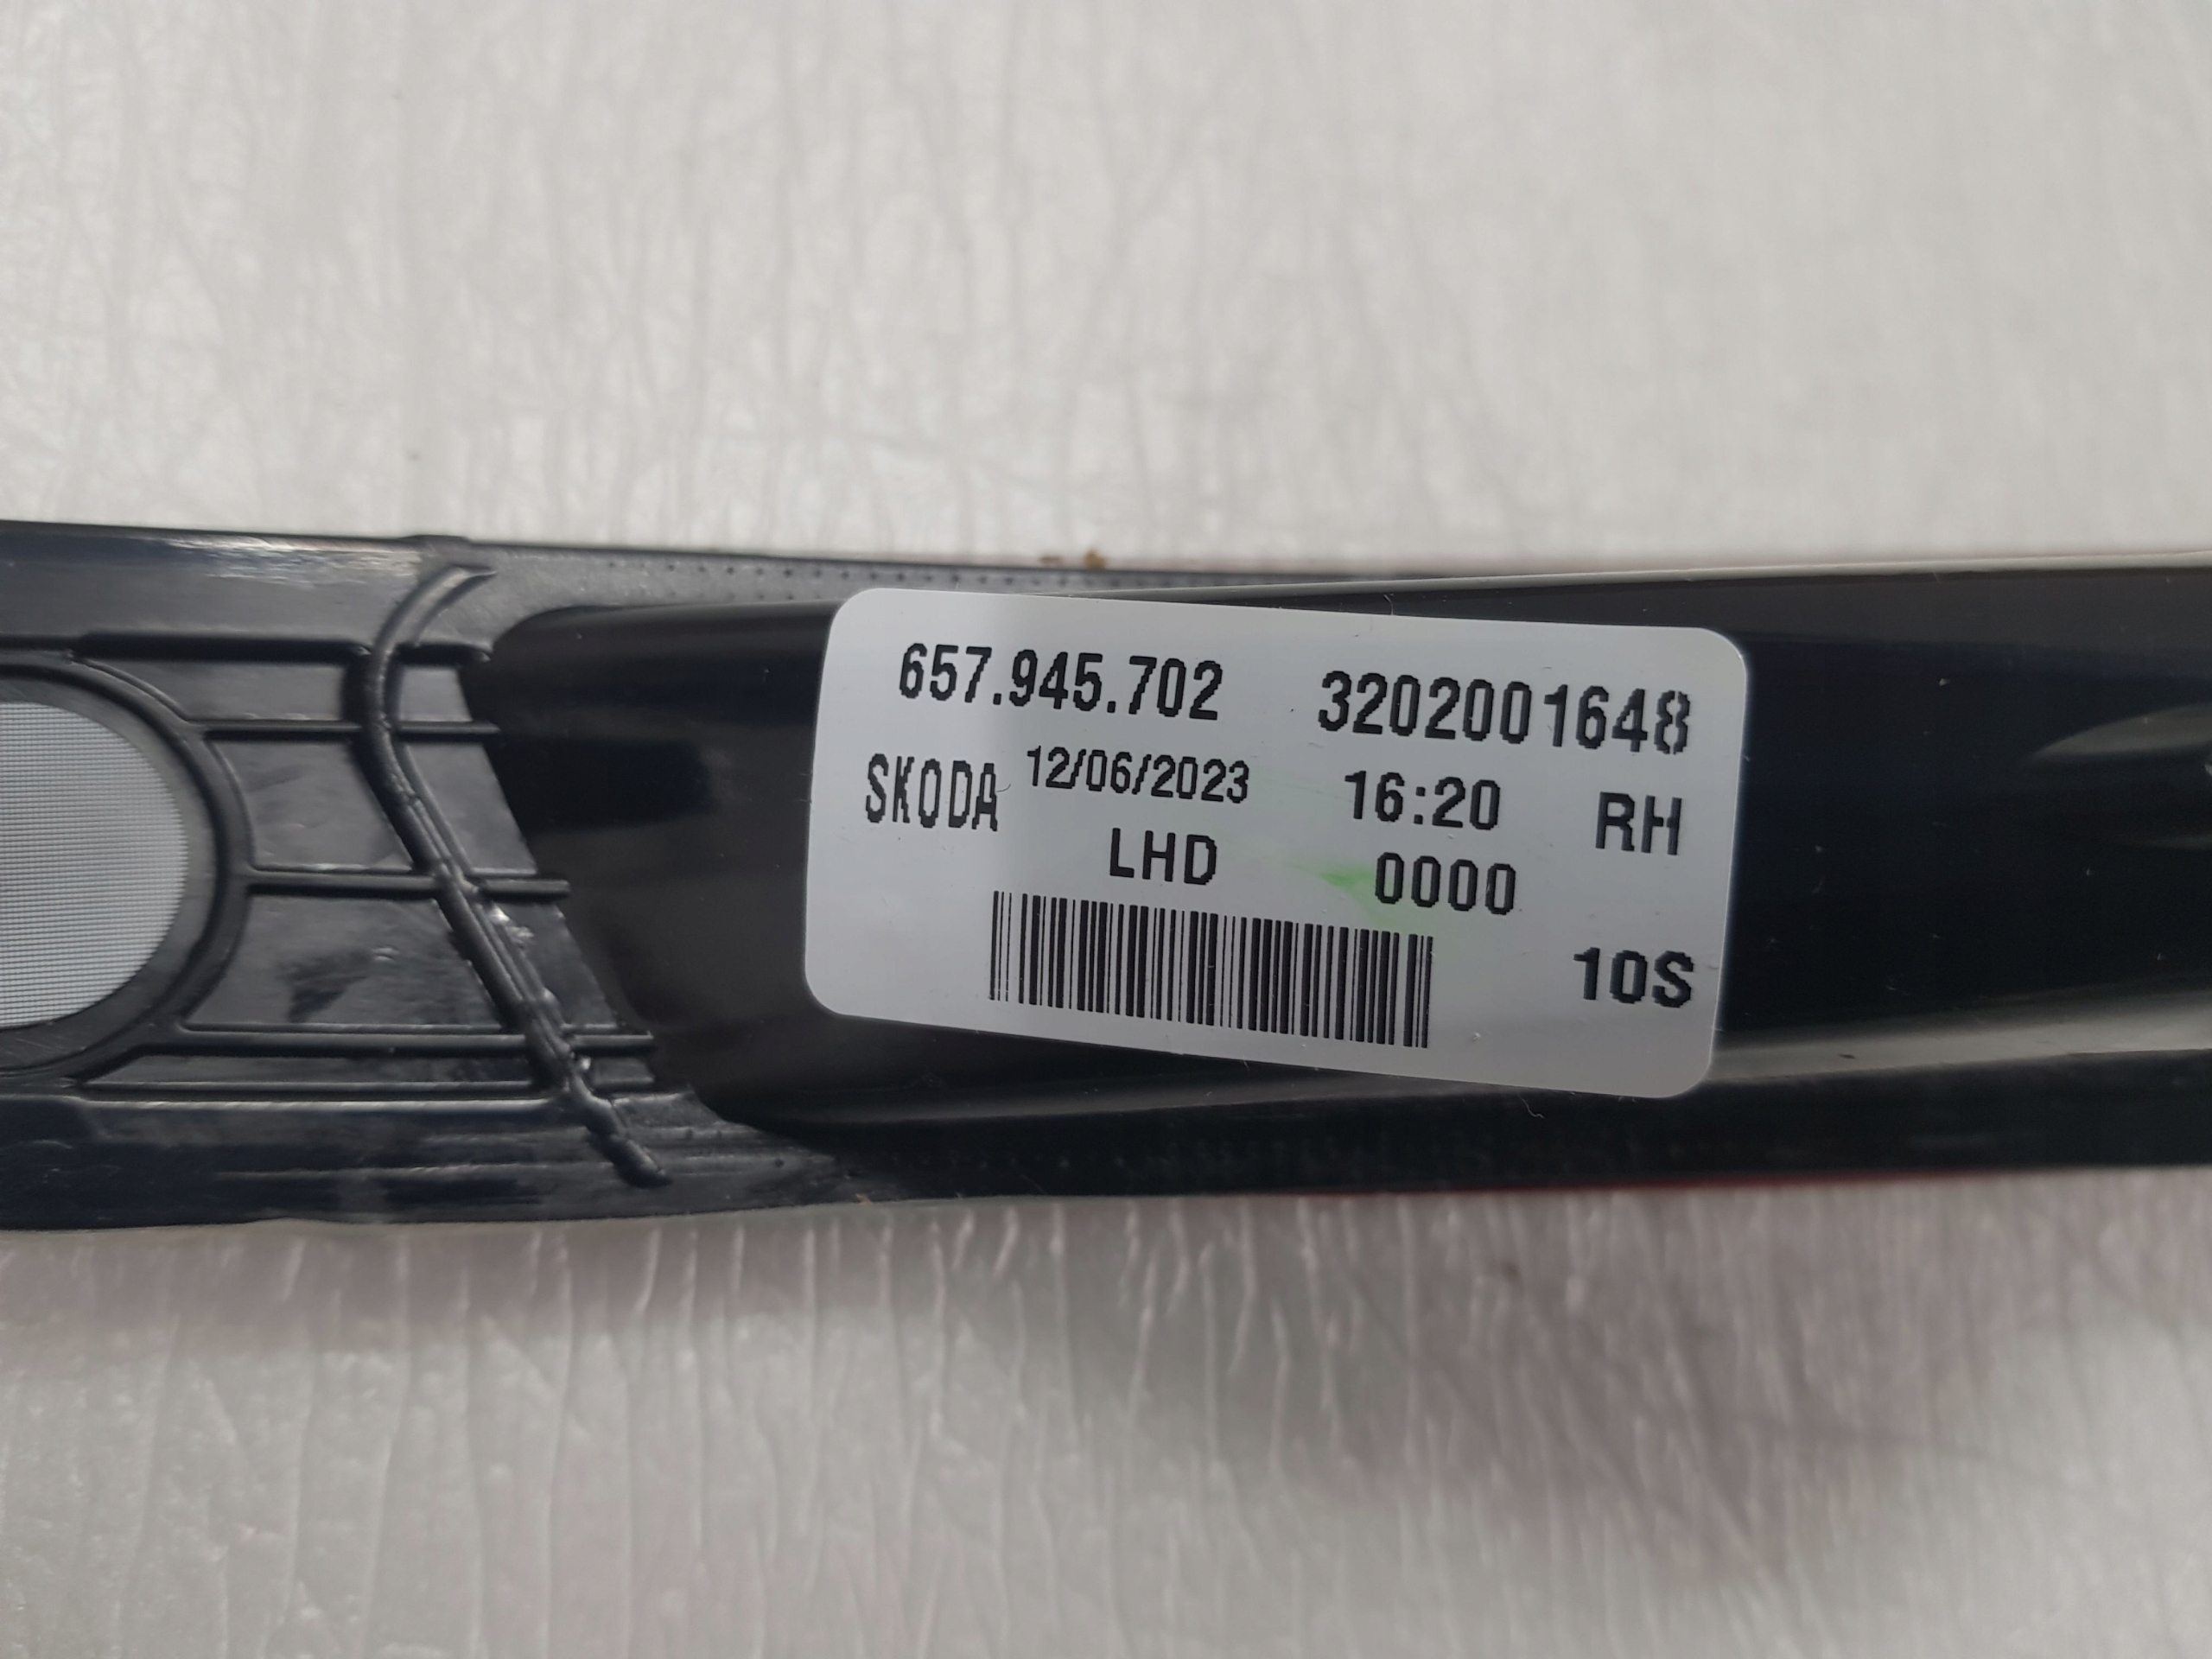 657.945.702 3202001648
SKODA 12/06/2023 16:20 RH
LHD 0000
10S